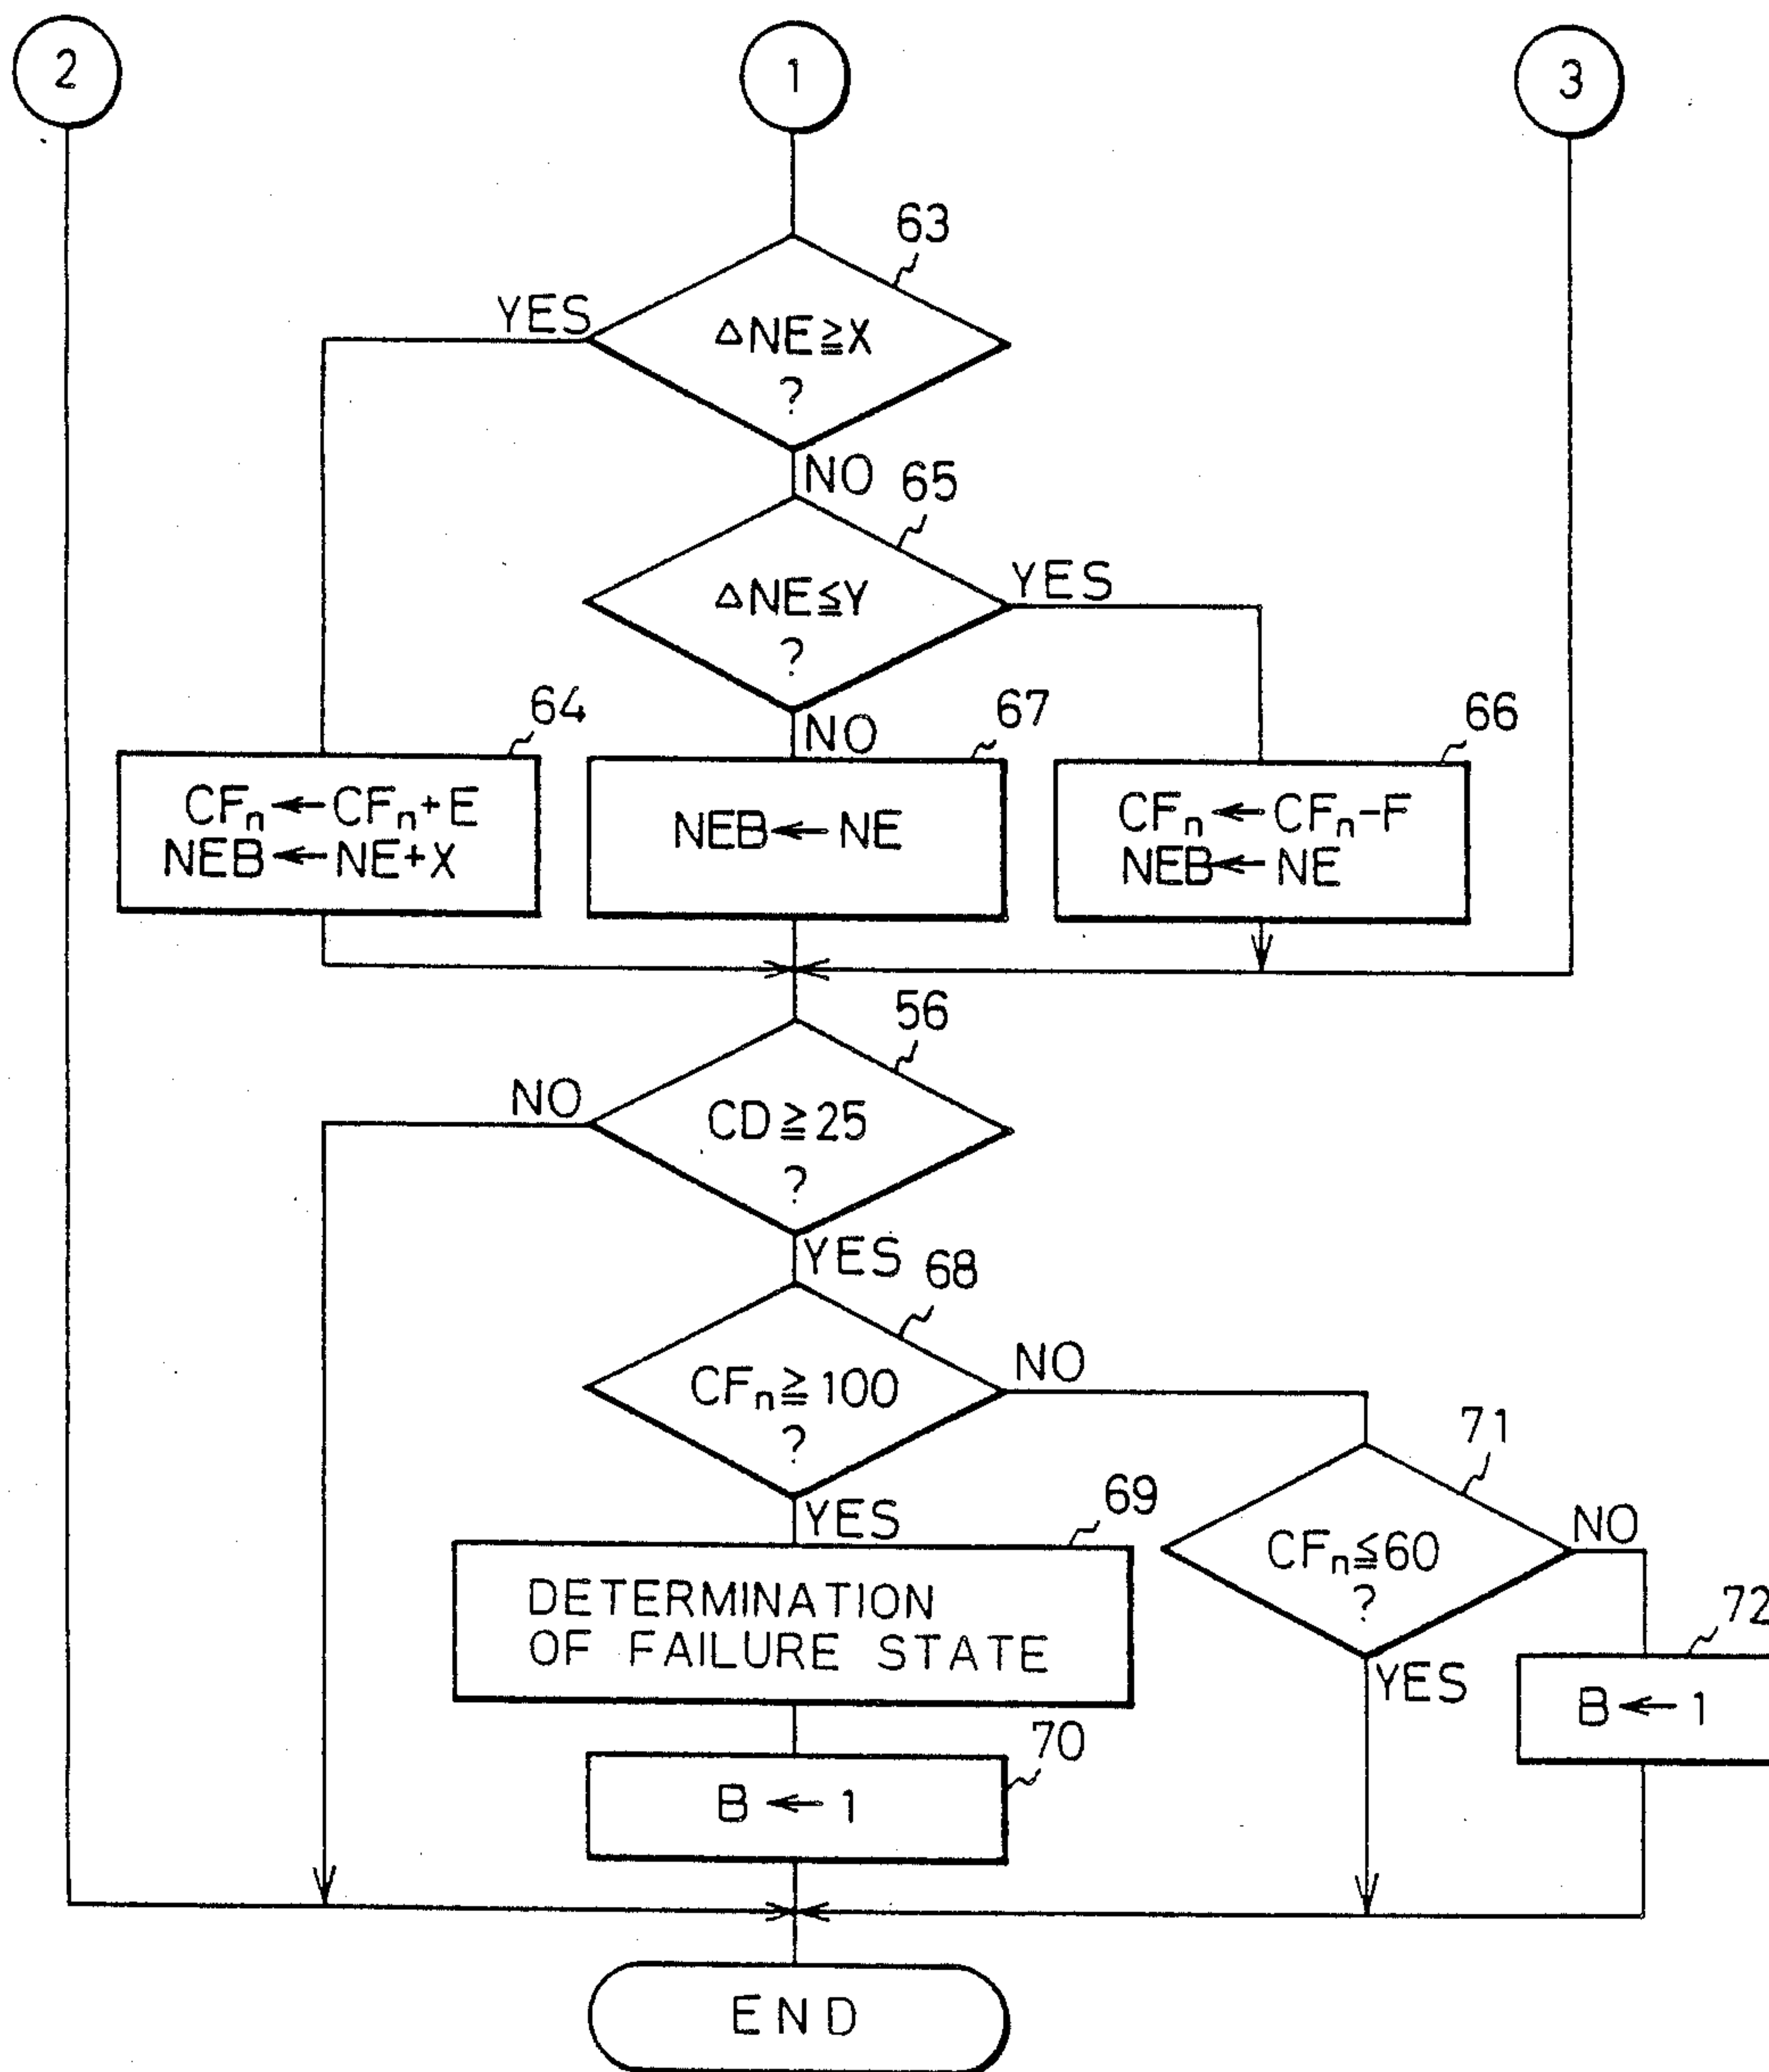 2
1
3
63
YES
△NE≧X
?
NO
65
△NE≦Y
?
YES
NO
64
CFn←CFn+E
NEB←NE+X
67
NEB←NE
66
CFn←CFn-F
NEB←NE
56
NO
CD≧25
?
YES
68
CFn≧100
?
NO
YES
71
CFn≦60
?
NO
YES
69
DETERMINATION
OF FAILURE STATE
72
B←1
70
B←1
END